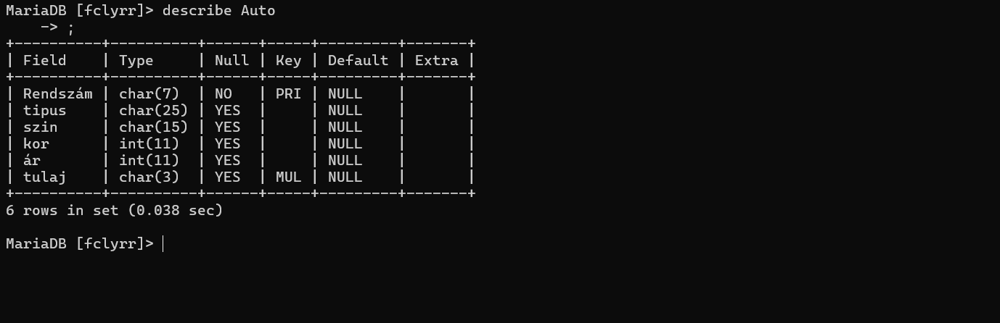 MariaDB [fclyrr]> describe Auto
    -> ;
+----------+----------+------+-----+---------+-------+
| Field    | Type     | Null | Key | Default | Extra |
+----------+----------+------+-----+---------+-------+
| Rendszám | char(7)  | NO   | PRI | NULL    |       |
| tipus    | char(25) | YES  |     | NULL    |       |
| szin     | char(15) | YES  |     | NULL    |       |
| kor      | int(11)  | YES  |     | NULL    |       |
| ár       | int(11)  | YES  |     | NULL    |       |
| tulaj    | char(3)  | YES  | MUL | NULL    |       |
+----------+----------+------+-----+---------+-------+
6 rows in set (0.038 sec)
MariaDB [fclyrr]>